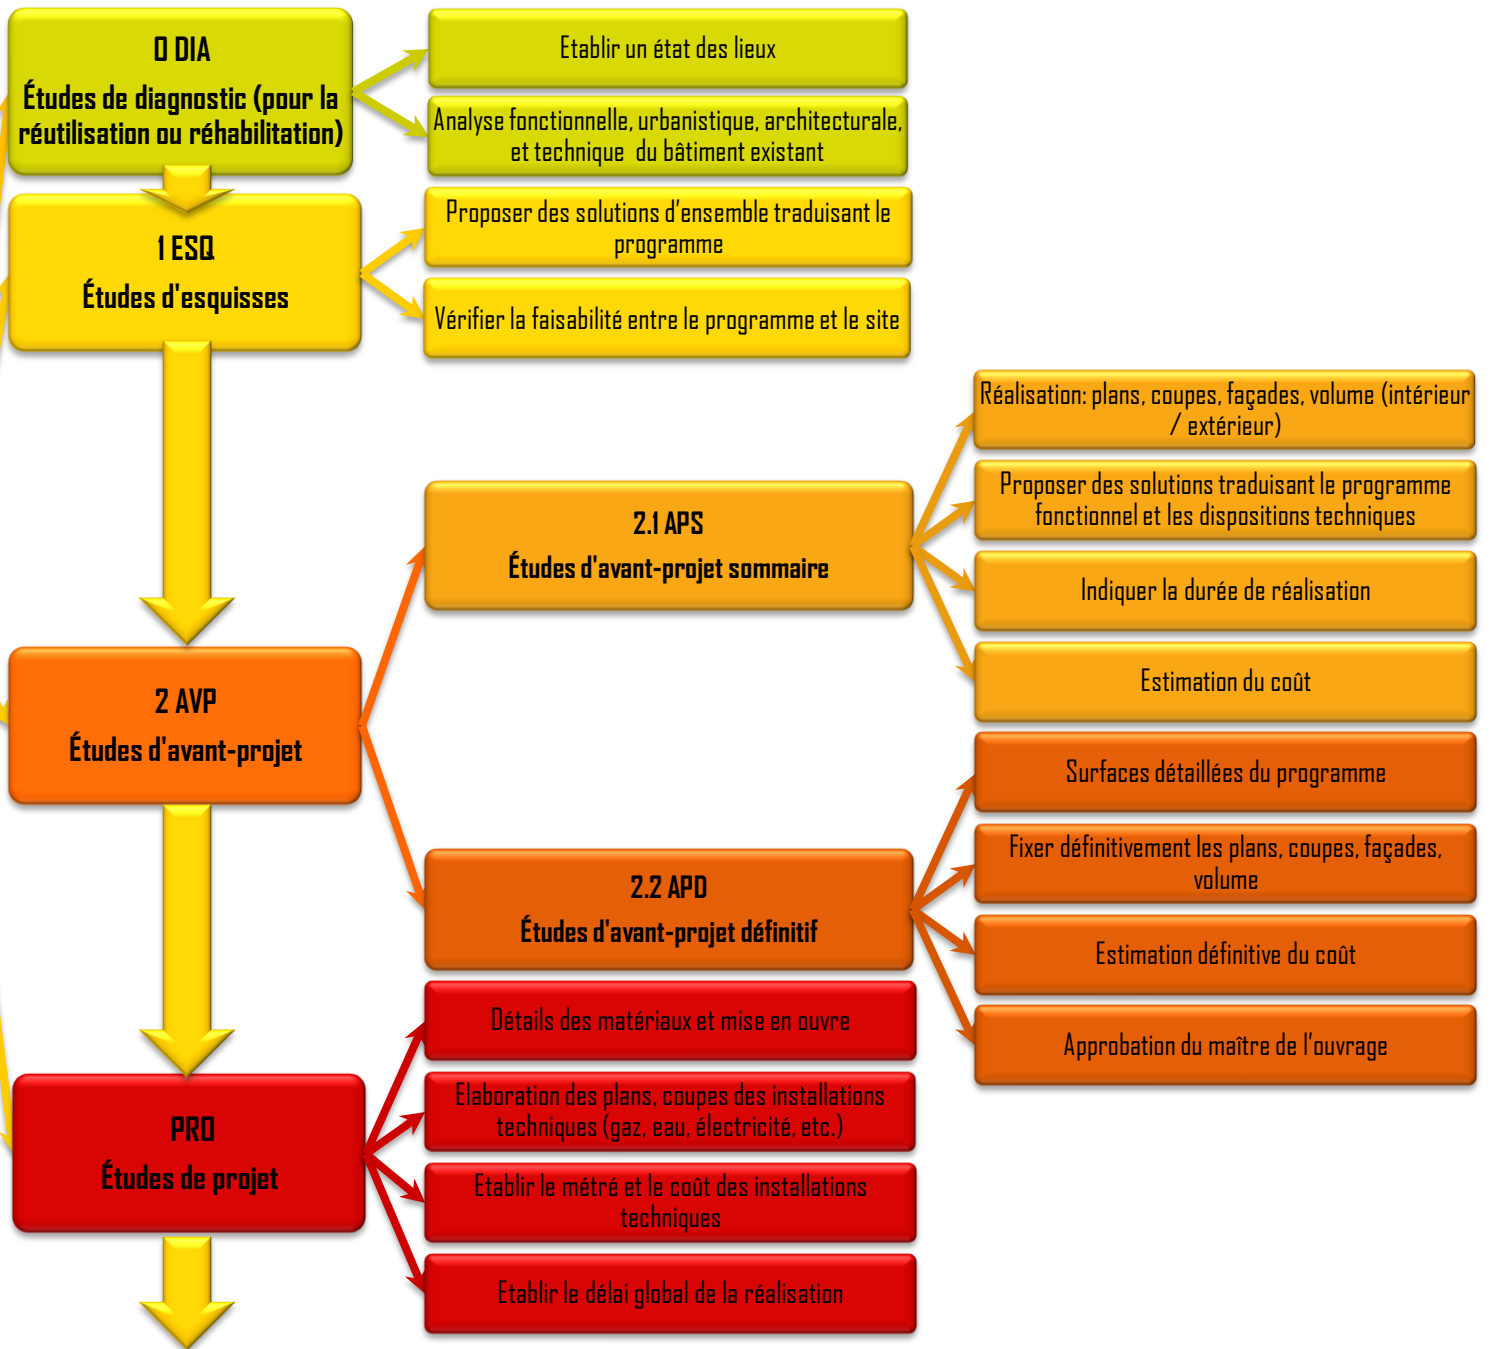 0 DIA
Études de diagnostic (pour la
réutilisation ou réhabilitation)
Etablir un état des lieux
Analyse fonctionnelle, urbanistique, architecturale,
et technique du bâtiment existant
1 ESQ
Études d'esquisses
Proposer des solutions d'ensemble traduisant le
programme
Vérifier la faisabilité entre le programme et le site
2 AVP
Études d'avant-projet
2.1 APS
Études d'avant-projet sommaire
Réalisation: plans, coupes, façades, volume (intérieur
/ extérieur)
Proposer des solutions traduisant le programme
fonctionnel et les dispositions techniques
Indiquer la durée de réalisation
Estimation du coût
2.2 APD
Études d'avant-projet définitif
Surfaces détaillées du programme
Fixer définitivement les plans, coupes, façades,
volume
Estimation définitive du coût
Approbation du maître de l'ouvrage
PRO
Études de projet
Détails des matériaux et mise en ouvre
Elaboration des plans, coupes des installations
techniques (gaz, eau, électricité, etc.)
Etablir le métré et le coût des installations
techniques
Etablir le délai global de la réalisation